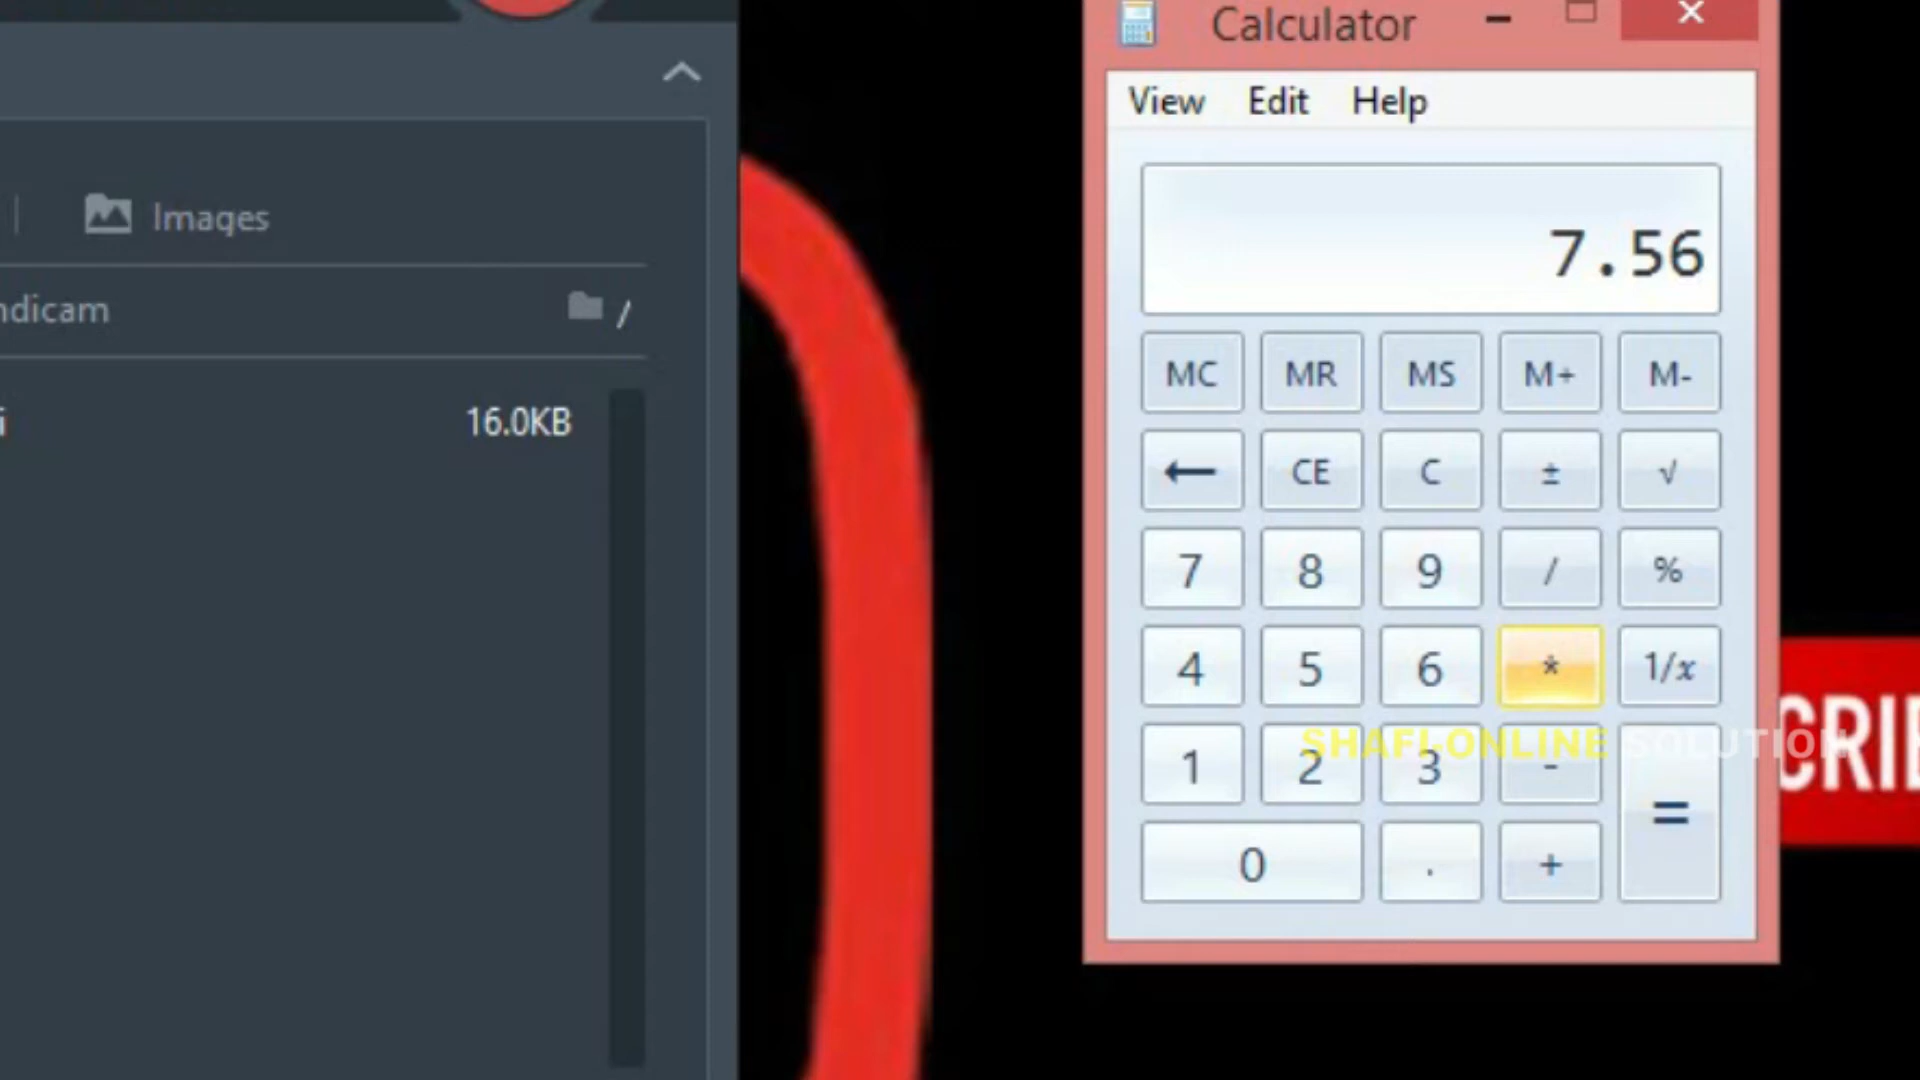 Images
ndicam
/
i 16.0KB
Calculator
View Edit Help
7.56
MC MR MS M+ M-
← CE C ± √
7 8 9 / %
4 5 6 * 1/x
1 2 3 - =
0 . +
SHAFI ONLINE SOLUTION
CRIB